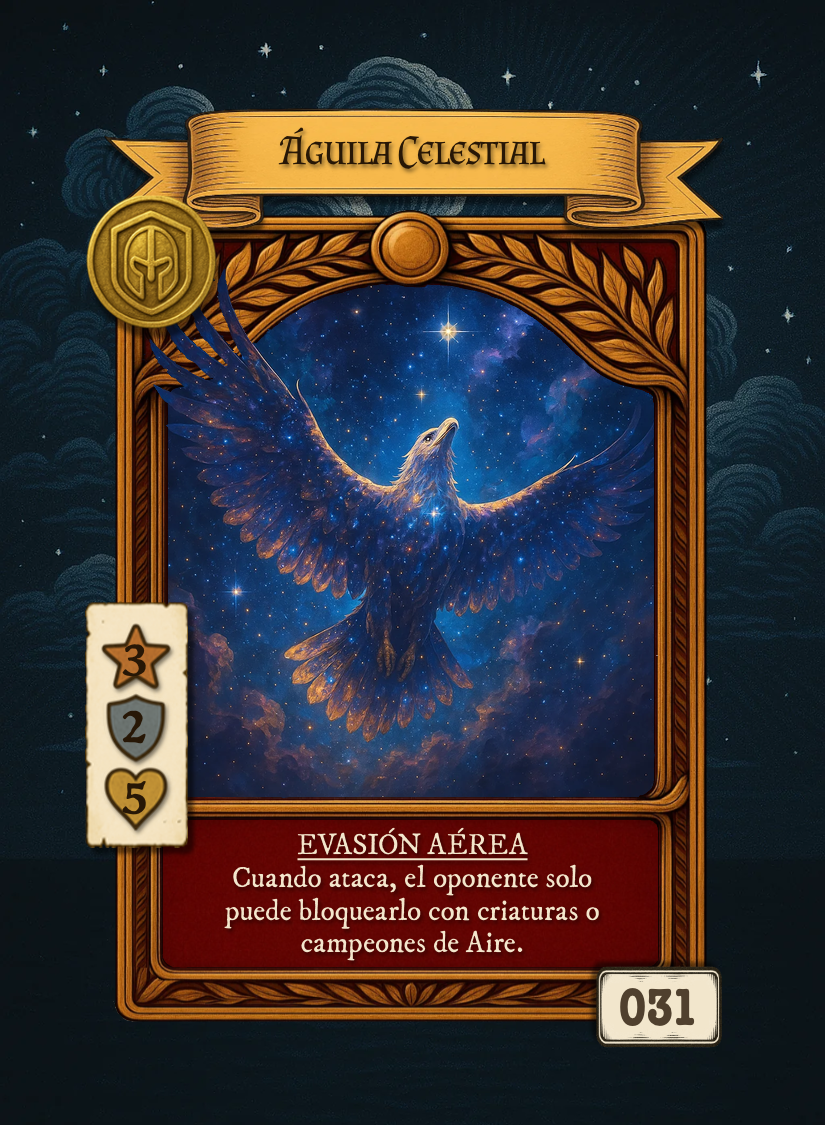 Águila Celestial
3
2
5
EVASIÓN AÉREA
Cuando ataca, el oponente solo
puede bloquearlo con criaturas o
campeones de Aire.
031